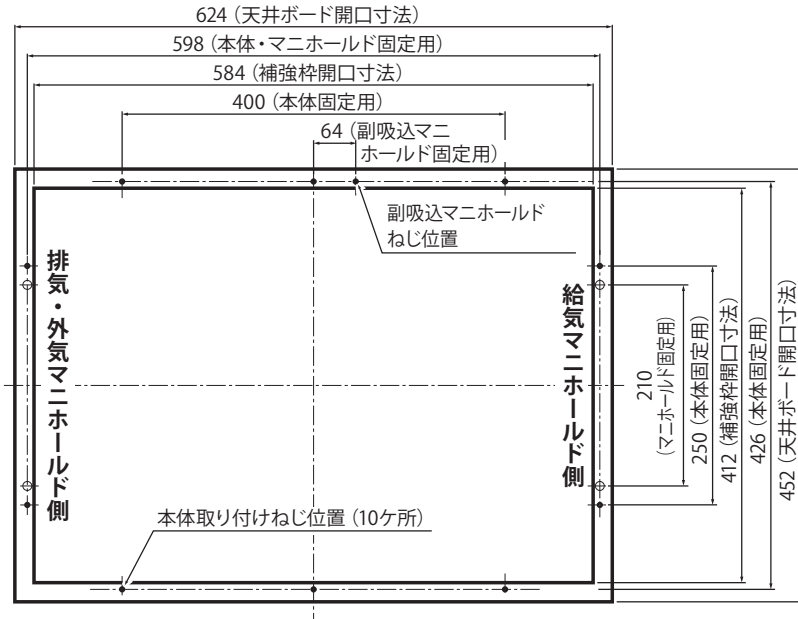 624（天井ボード開口寸法）
598（本体・マニホールド固定用）
584（補強枠開口寸法）
400（本体固定用）
64（副吸込マニ
ホールド固定用）
副吸込マニホールド
ねじ位置
排気・外気マニホールド側
給気マニホールド側
210
（マニホールド固定用）
250（本体固定用）
412（補強枠開口寸法）
426（本体固定用）
452（天井ボード開口寸法）
本体取り付けねじ位置（10ケ所）